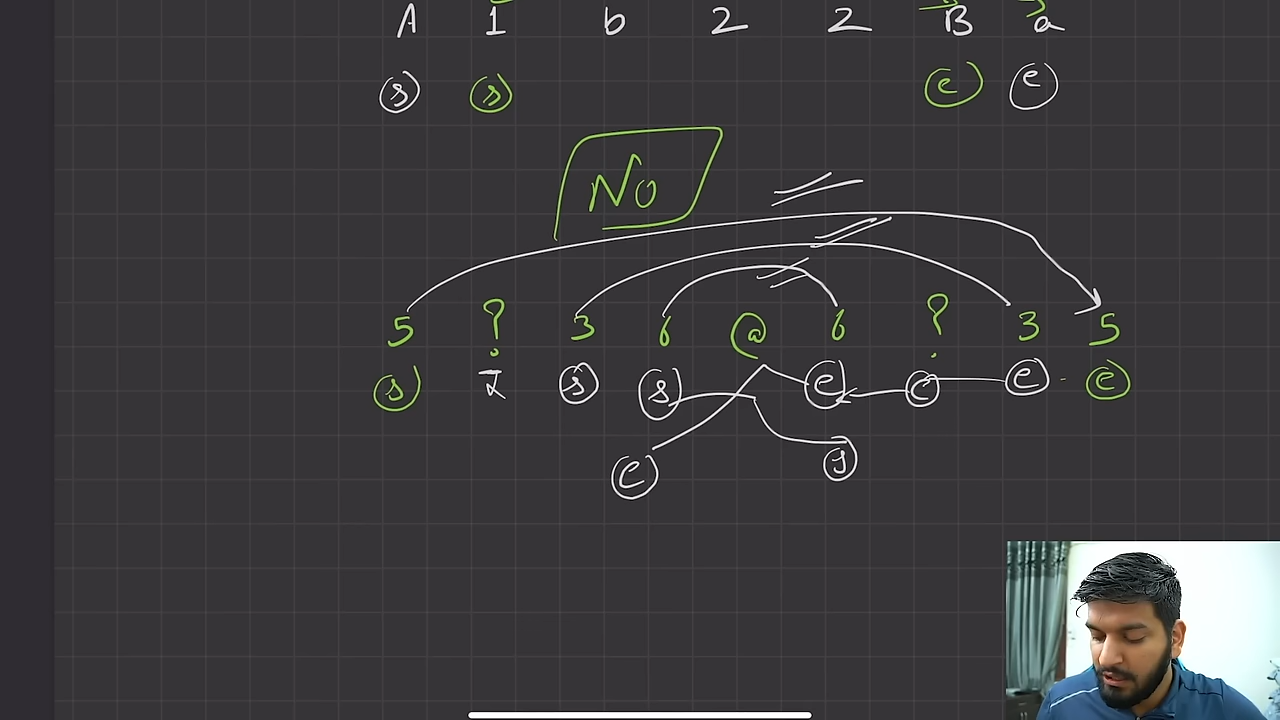 A 1 b 2 2 B a
s s e e
No
5 ? 3 6 @ 6 ? 3 5
s s s e e e e
e s